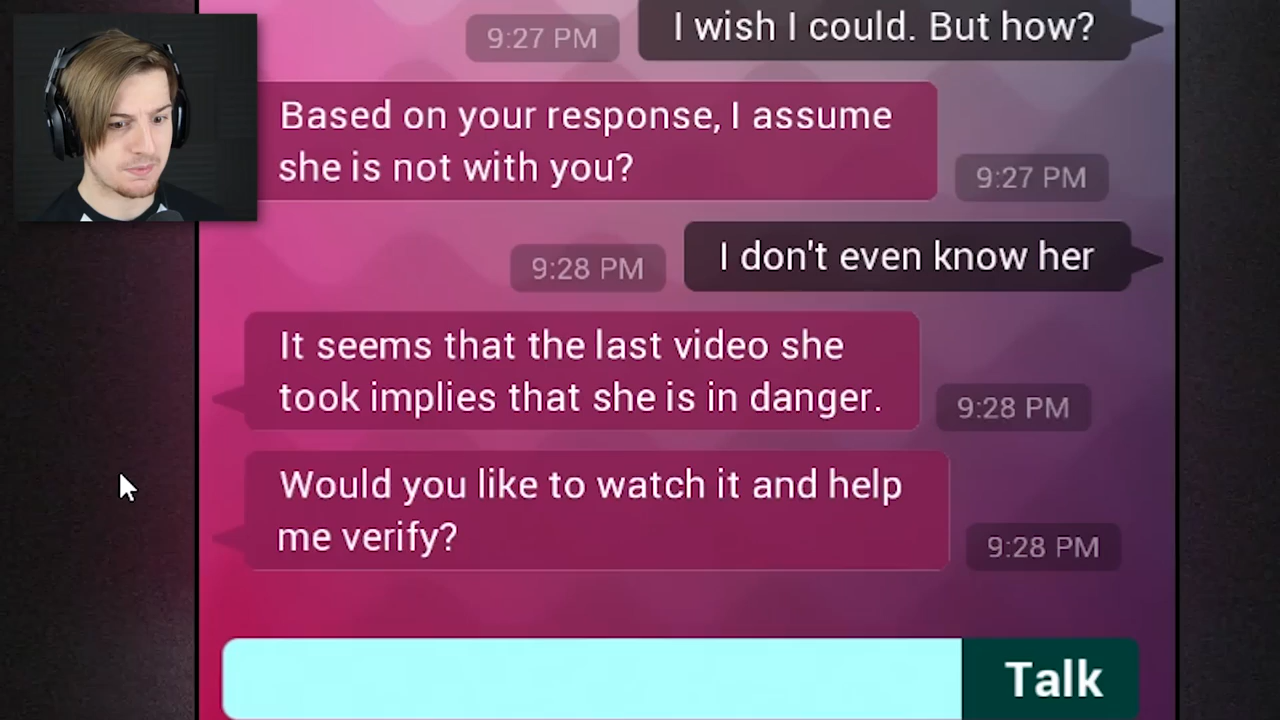 I wish I could. But how?
9:27 PM
Based on your response, I assume
she is not with you?
9:27 PM
I don't even know her
9:28 PM
It seems that the last video she
took implies that she is in danger.
9:28 PM
Would you like to watch it and help
me verify?
9:28 PM
Talk